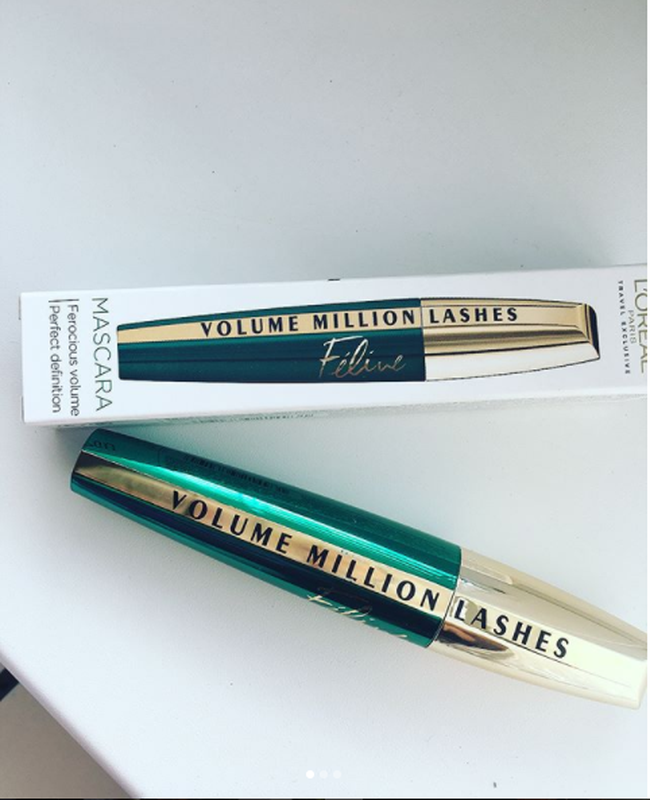 VOLUME MILLION LASHES
Féline
MASCARA
Ferocious volume
Perfect definition
L'ORÉAL
PARIS
TRAVEL EXCLUSIVE
VOLUME MILLION LASHES
Féline